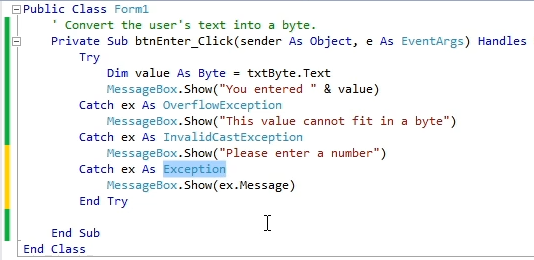 Public Class Form1
' Convert the user's text into a byte.
Private Sub btnEnter_Click(sender As Object, e As EventArgs) Handles
Try
Dim value As Byte = txtByte.Text
MessageBox.Show("You entered " & value)
Catch ex As OverflowException
MessageBox.Show("This value cannot fit in a byte")
Catch ex As InvalidCastException
MessageBox.Show("Please enter a number")
Catch ex As Exception
MessageBox.Show(ex.Message)
End Try
End Sub
End Class